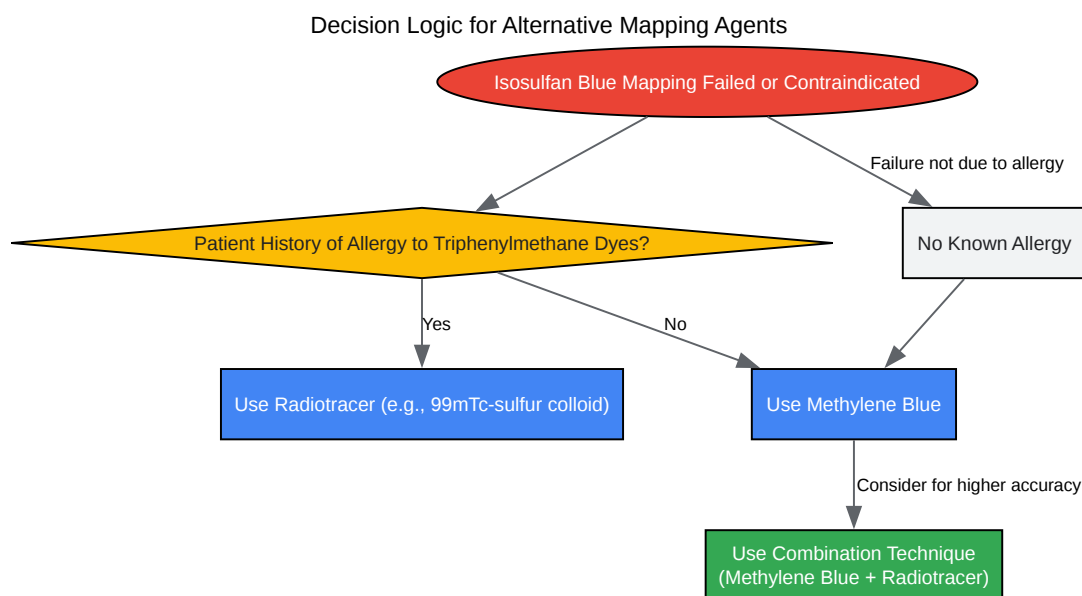 Decision Logic for Alternative Mapping Agents
Isosulfan Blue Mapping Failed or Contraindicated
Failure not due to allergy
Patient History of Allergy to Triphenylmethane Dyes?
No Known Allergy
Yes
No
Use Radiotracer (e.g., 99mTc-sulfur colloid)
Use Methylene Blue
Consider for higher accuracy
Use Combination Technique
(Methylene Blue + Radiotracer)